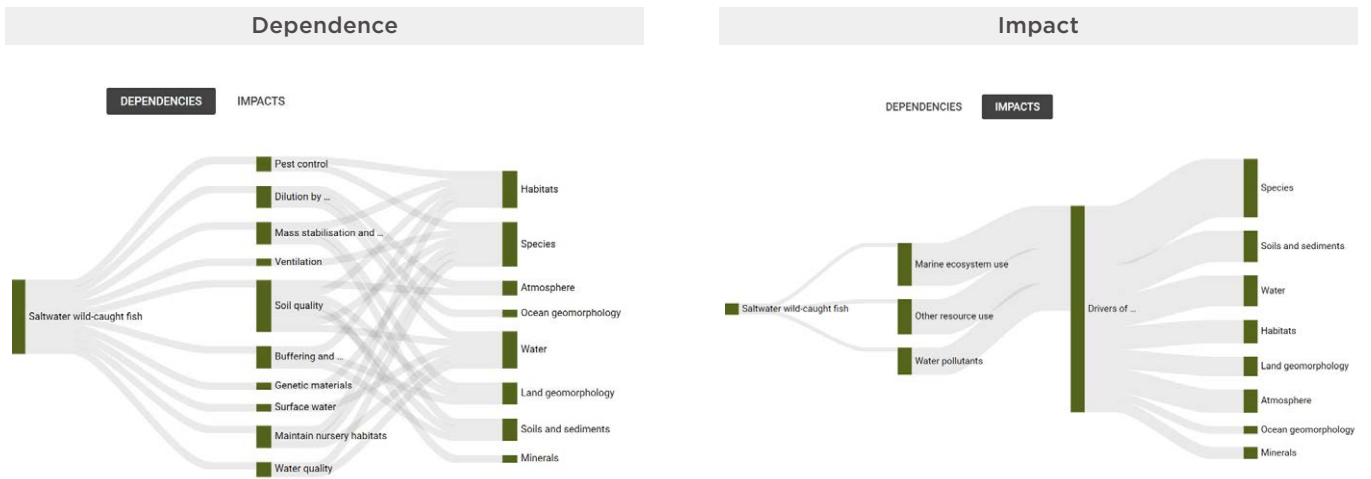 Dependence
DEPENDENCIES IMPACTS
Pest control
Dilution by ...
Mass stabilisation and ...
Ventilation
Soil quality
Saltwater wild-caught fish
Buffering and ...
Genetic materials
Surface water
Maintain nursery habitats
Water quality
Habitats
Species
Atmosphere
Ocean geomorphology
Water
Land geomorphology
Soils and sediments
Minerals
Impact
DEPENDENCIES IMPACTS
Saltwater wild-caught fish
Marine ecosystem use
Other resource use
Water pollutants
Drivers of ...
Species
Soils and sediments
Water
Habitats
Land geomorphology
Atmosphere
Ocean geomorphology
Minerals